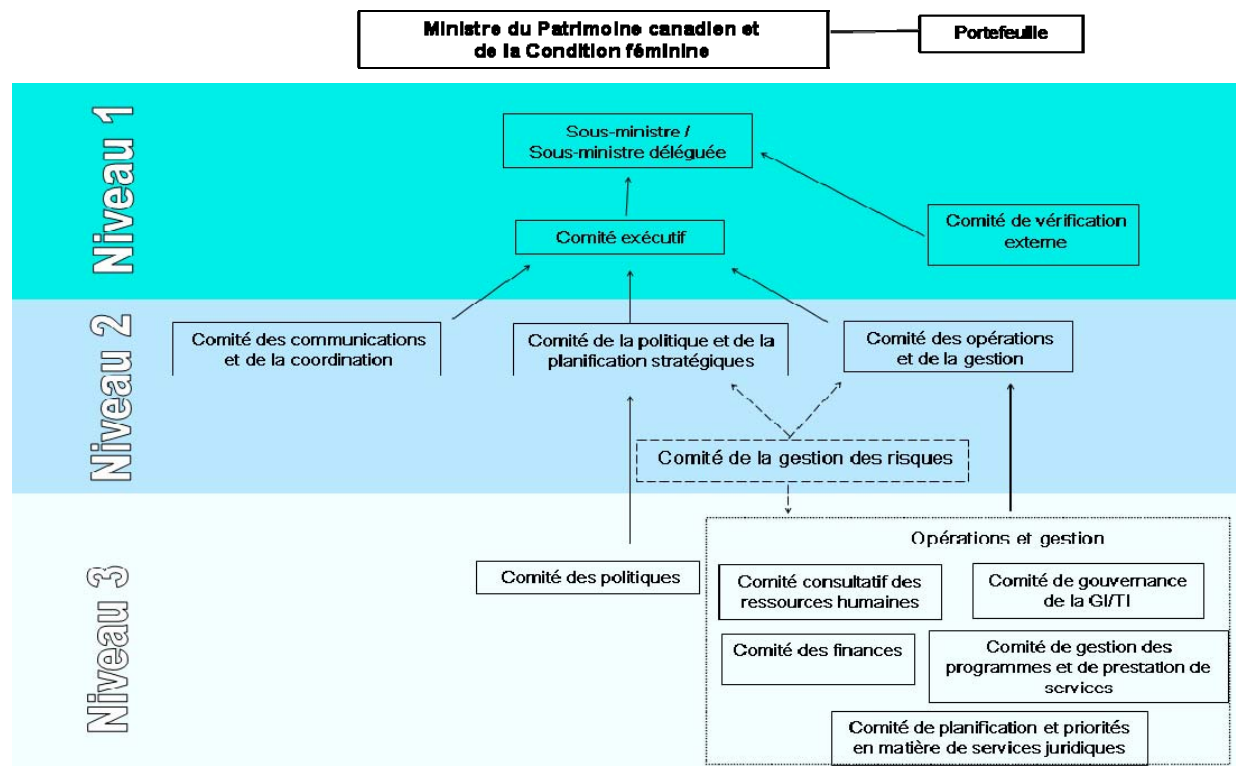 Ministre du Patrimoine canadien et
de la Condition féminine
Portefeuille
Niveau 1
Sous-ministre /
Sous-ministre déléguée
Comité exécutif
Comité de vérification
externe
Niveau 2
Comité des communications
et de la coordination
Comité de la politique et de la
planification stratégiques
Comité des opérations
et de la gestion
Comité de la gestion des risques
Niveau 3
Comité des politiques
Opérations et gestion
Comité consultatif des
ressources humaines
Comité de gouvernance
de la GI/TI
Comité des finances
Comité de gestion des
programmes et de prestation de
services
Comité de planification et priorités
en matière de services juridiques